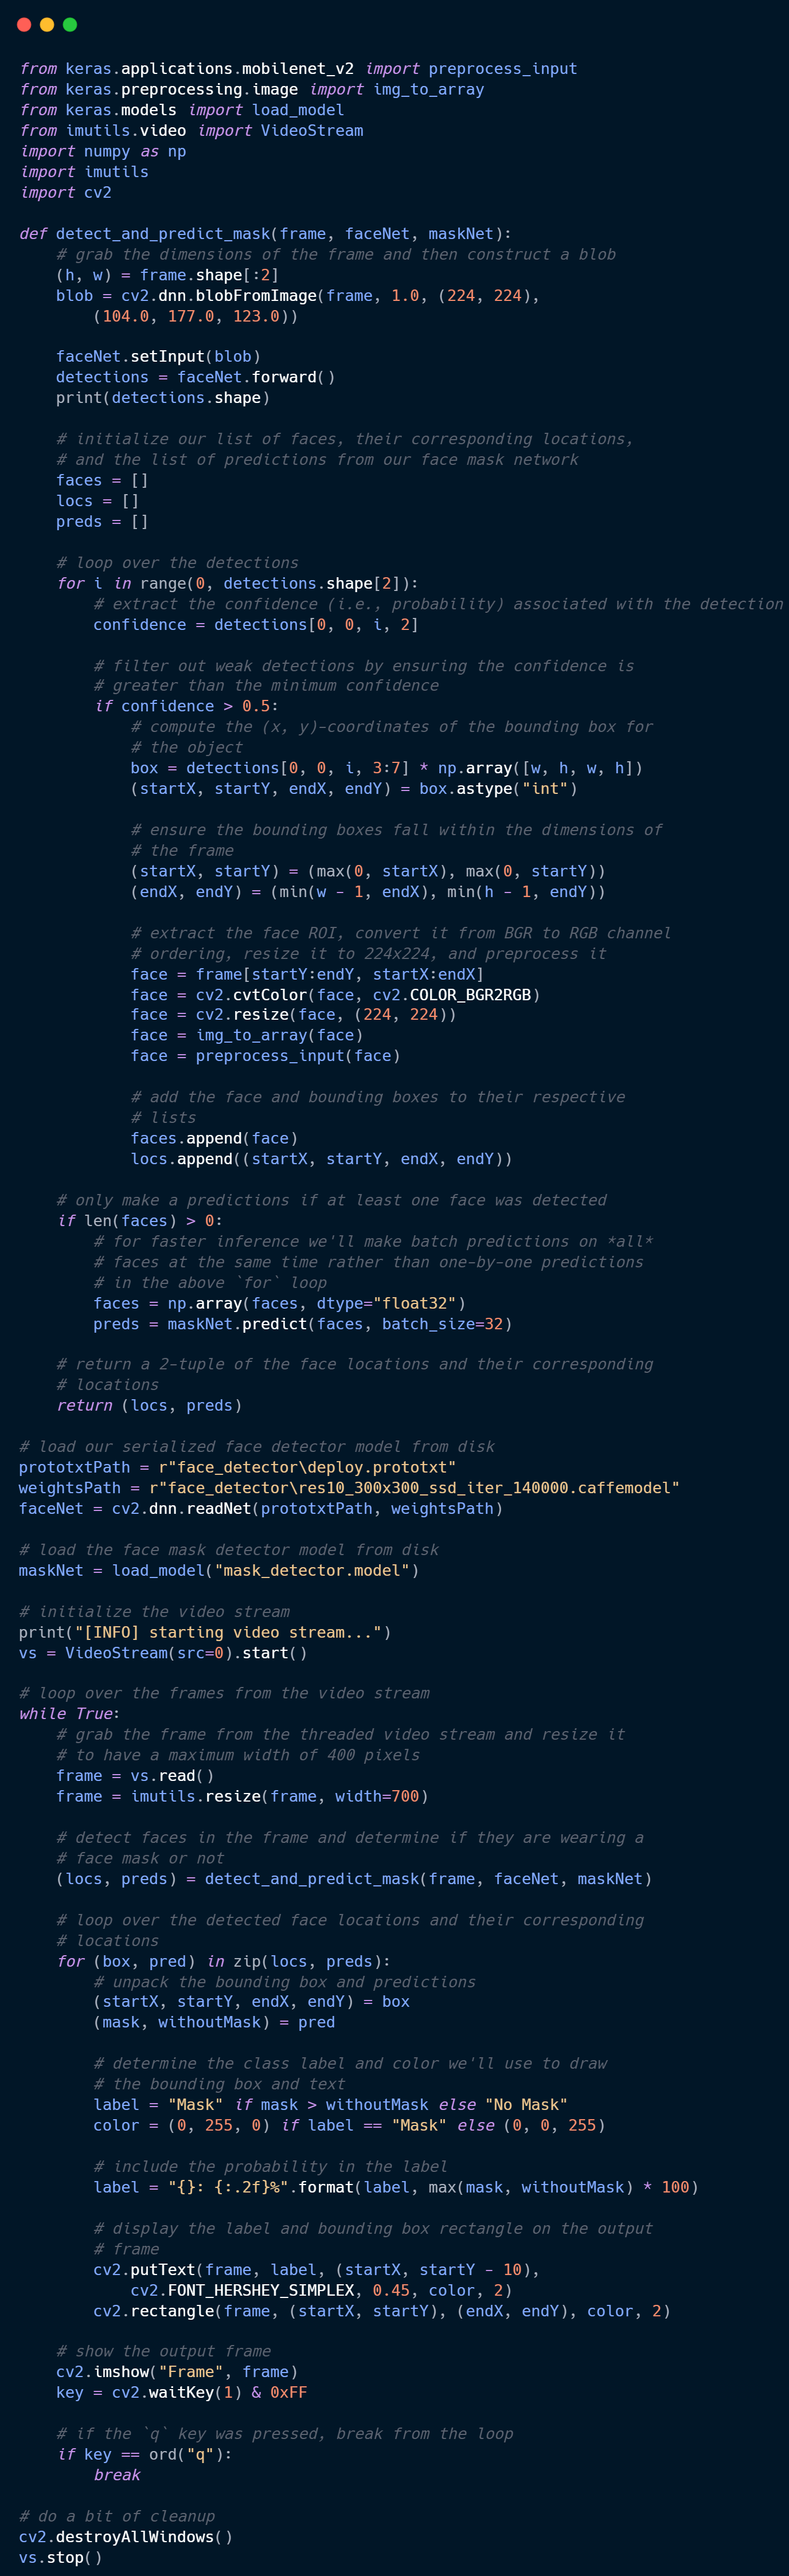 from keras.applications.mobilenet_v2 import preprocess_input
from keras.preprocessing.image import img_to_array
from keras.models import load_model
from imutils.video import VideoStream
import numpy as np
import imutils
import cv2

def detect_and_predict_mask(frame, faceNet, maskNet):
    # grab the dimensions of the frame and then construct a blob
    (h, w) = frame.shape[:2]
    blob = cv2.dnn.blobFromImage(frame, 1.0, (224, 224),
        (104.0, 177.0, 123.0))

    faceNet.setInput(blob)
    detections = faceNet.forward()
    print(detections.shape)

    # initialize our list of faces, their corresponding locations,
    # and the list of predictions from our face mask network
    faces = []
    locs = []
    preds = []

    # loop over the detections
    for i in range(0, detections.shape[2]):
        # extract the confidence (i.e., probability) associated with the detection
        confidence = detections[0, 0, i, 2]

        # filter out weak detections by ensuring the confidence is
        # greater than the minimum confidence
        if confidence > 0.5:
            # compute the (x, y)-coordinates of the bounding box for
            # the object
            box = detections[0, 0, i, 3:7] * np.array([w, h, w, h])
            (startX, startY, endX, endY) = box.astype("int")

            # ensure the bounding boxes fall within the dimensions of
            # the frame
            (startX, startY) = (max(0, startX), max(0, startY))
            (endX, endY) = (min(w - 1, endX), min(h - 1, endY))

            # extract the face ROI, convert it from BGR to RGB channel
            # ordering, resize it to 224x224, and preprocess it
            face = frame[startY:endY, startX:endX]
            face = cv2.cvtColor(face, cv2.COLOR_BGR2RGB)
            face = cv2.resize(face, (224, 224))
            face = img_to_array(face)
            face = preprocess_input(face)

            # add the face and bounding boxes to their respective
            # lists
            faces.append(face)
            locs.append((startX, startY, endX, endY))

    # only make a predictions if at least one face was detected
    if len(faces) > 0:
        # for faster inference we'll make batch predictions on *all*
        # faces at the same time rather than one-by-one predictions
        # in the above `for` loop
        faces = np.array(faces, dtype="float32")
        preds = maskNet.predict(faces, batch_size=32)

    # return a 2-tuple of the face locations and their corresponding
    # locations
    return (locs, preds)

# load our serialized face detector model from disk
prototxtPath = r"face_detector\deploy.prototxt"
weightsPath = r"face_detector\res10_300x300_ssd_iter_140000.caffemodel"
faceNet = cv2.dnn.readNet(prototxtPath, weightsPath)

# load the face mask detector model from disk
maskNet = load_model("mask_detector.model")

# initialize the video stream
print("[INFO] starting video stream...")
vs = VideoStream(src=0).start()

# loop over the frames from the video stream
while True:
    # grab the frame from the threaded video stream and resize it
    # to have a maximum width of 400 pixels
    frame = vs.read()
    frame = imutils.resize(frame, width=700)

    # detect faces in the frame and determine if they are wearing a
    # face mask or not
    (locs, preds) = detect_and_predict_mask(frame, faceNet, maskNet)

    # loop over the detected face locations and their corresponding
    # locations
    for (box, pred) in zip(locs, preds):
        # unpack the bounding box and predictions
        (startX, startY, endX, endY) = box
        (mask, withoutMask) = pred

        # determine the class label and color we'll use to draw
        # the bounding box and text
        label = "Mask" if mask > withoutMask else "No Mask"
        color = (0, 255, 0) if label == "Mask" else (0, 0, 255)

        # include the probability in the label
        label = "{}: {:.2f}%".format(label, max(mask, withoutMask) * 100)

        # display the label and bounding box rectangle on the output
        # frame
        cv2.putText(frame, label, (startX, startY - 10),
            cv2.FONT_HERSHEY_SIMPLEX, 0.45, color, 2)
        cv2.rectangle(frame, (startX, startY), (endX, endY), color, 2)

    # show the output frame
    cv2.imshow("Frame", frame)
    key = cv2.waitKey(1) & 0xFF

    # if the `q` key was pressed, break from the loop
    if key == ord("q"):
        break

# do a bit of cleanup
cv2.destroyAllWindows()
vs.stop()